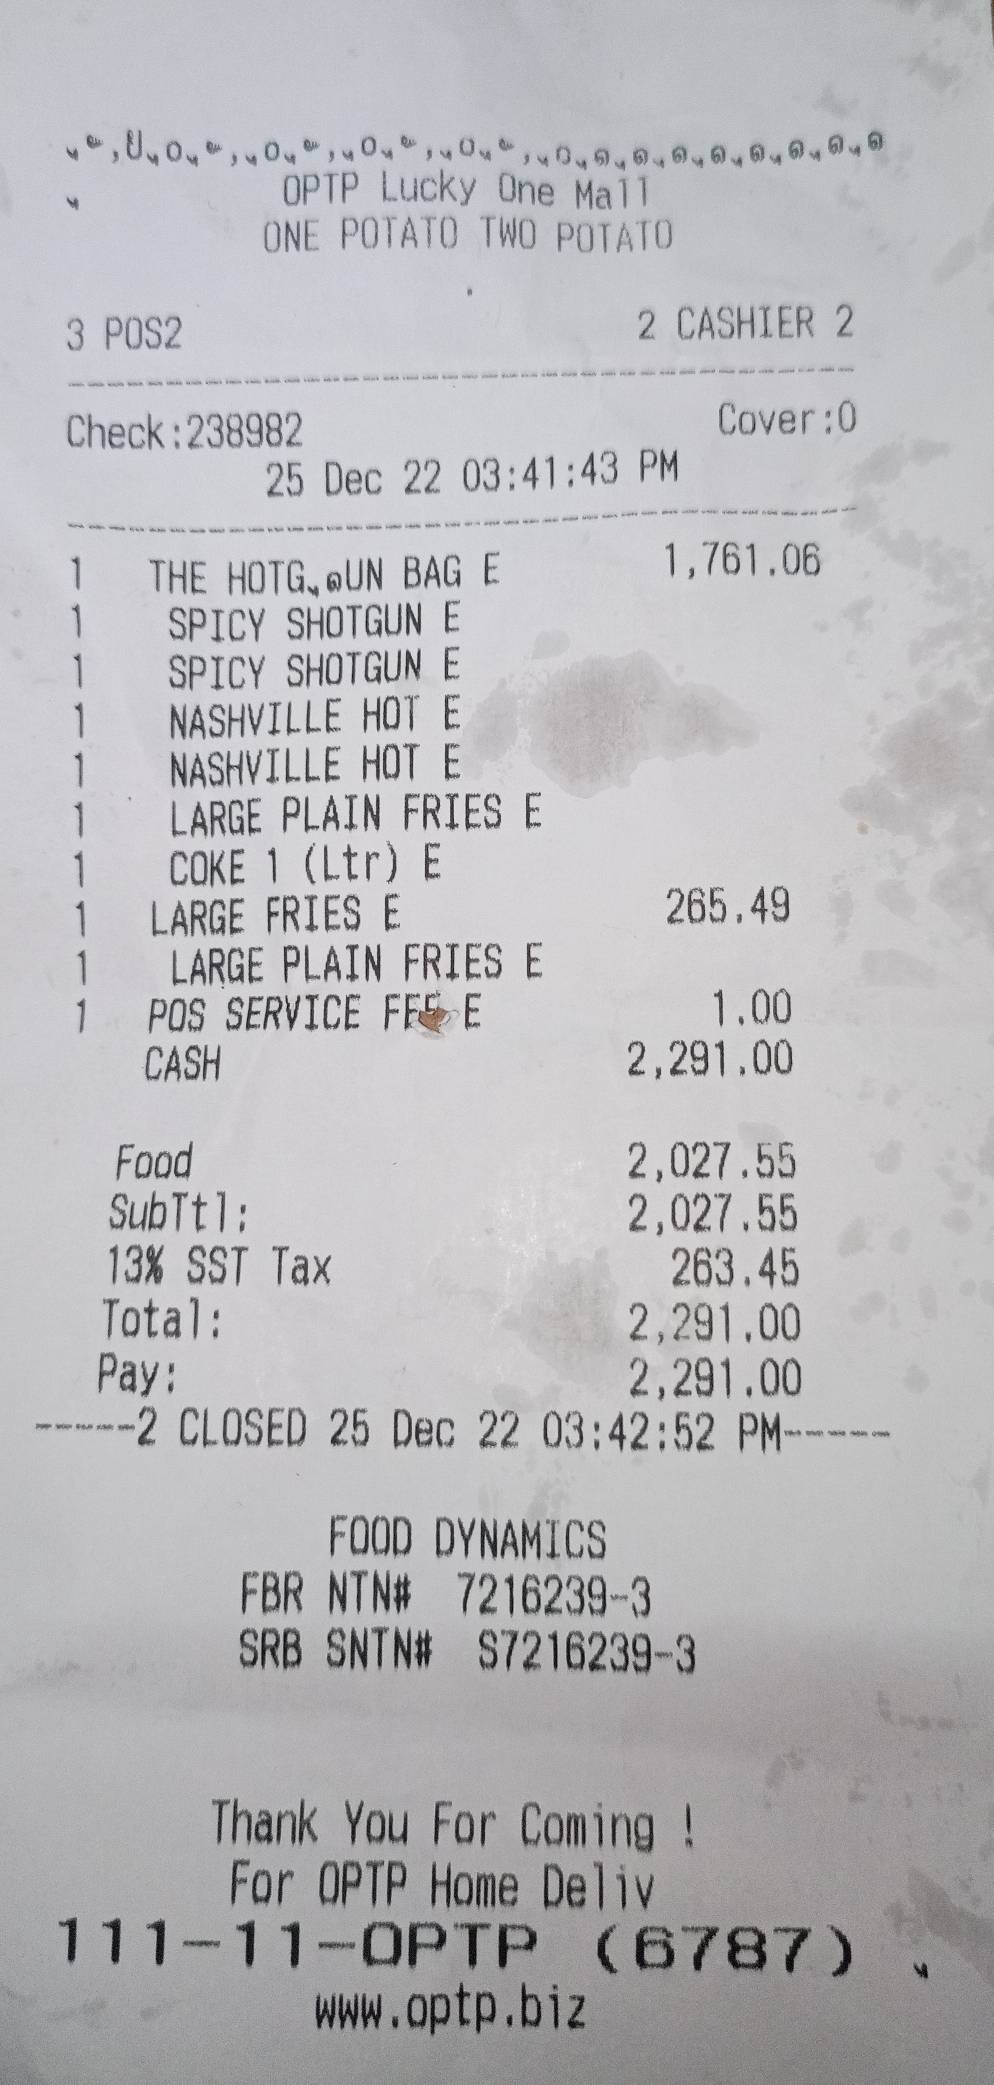 OPTP Lucky One Mall
ONE POTATO TWO POTATO
3 POS2 2 CASHIER 2
Check:238982 Cover:0
25 Dec 22 03:41:43 PM
1 THE HOTG UN BAG E 1,761.06
1 SPICY SHOTGUN E
1 SPICY SHOTGUN E
1 NASHVILLE HOT E
1 NASHVILLE HOT E
1 LARGE PLAIN FRIES E
1 COKE 1 (Ltr) E
1 LARGE FRIES E 265.49
1 LARGE PLAIN FRIES E
1 POS SERVICE FEE E 1.00
CASH 2,291.00
Food 2,027.55
SubTtl: 2,027.55
13% SST Tax 263.45
Total: 2,291.00
Pay: 2,291.00
-----2 CLOSED 25 Dec 22 03:42:52 PM-----
FOOD DYNAMICS
FBR NTN# 7216239-3
SRB SNTN# S7216239-3
Thank You For Coming !
For OPTP Home Deliv
111-11-OPTP (6787)
www.optp.biz